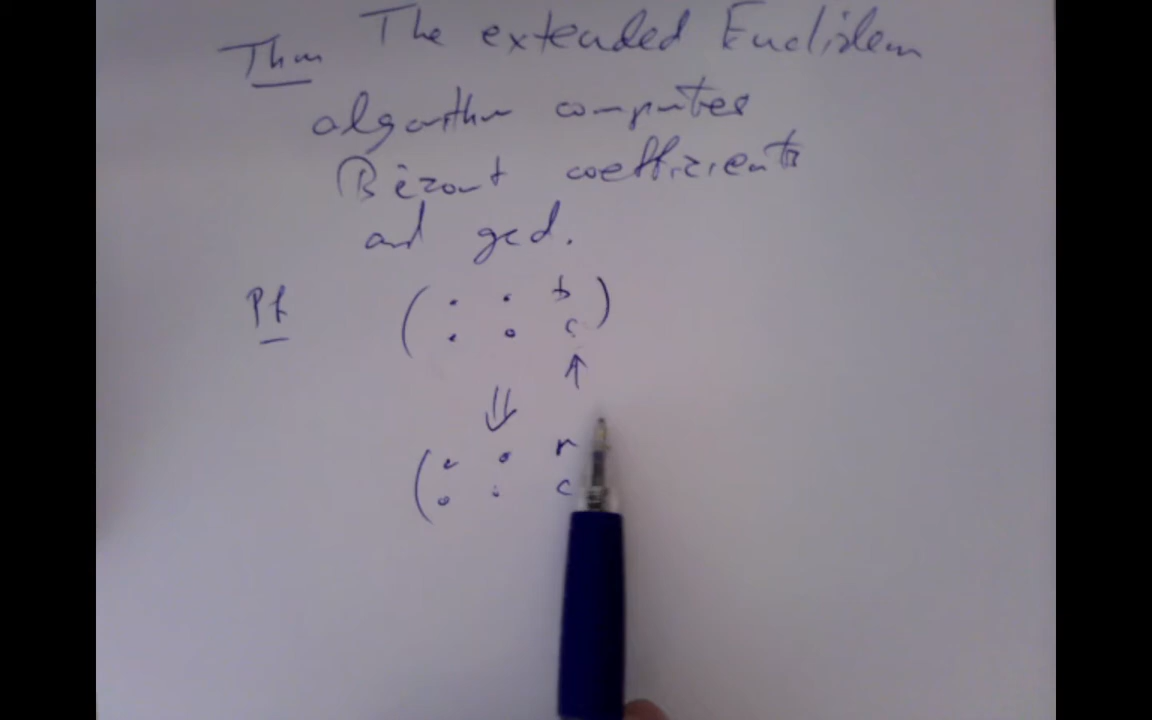 Thm The extended Euclidean
algorithm computes
Bézout coefficients
and gcd.
Pf ( . . b )
. . c
↑
⇓
( . . r
. . c